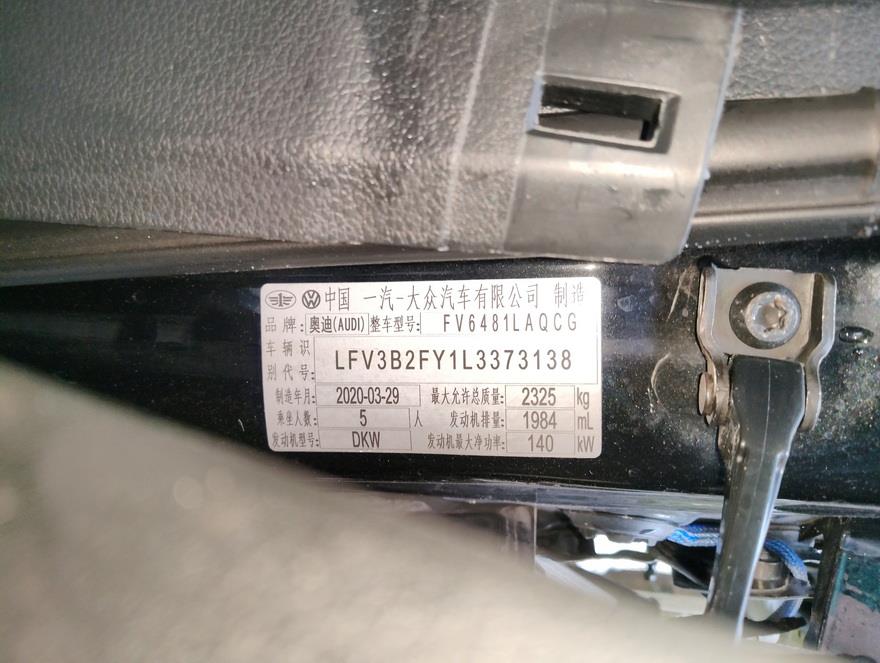 中国 一汽-大众汽车有限公司 制造
品牌: 奥迪(AUDI) 整车型号: FV6481LAQCG
车辆识别代号: LFV3B2FY1L3373138
制造年月: 2020-03-29 最大允许总质量: 2325 kg
乘坐人数: 5 人 发动机排量: 1984 mL
发动机型号: DKW 发动机最大净功率: 140 kW